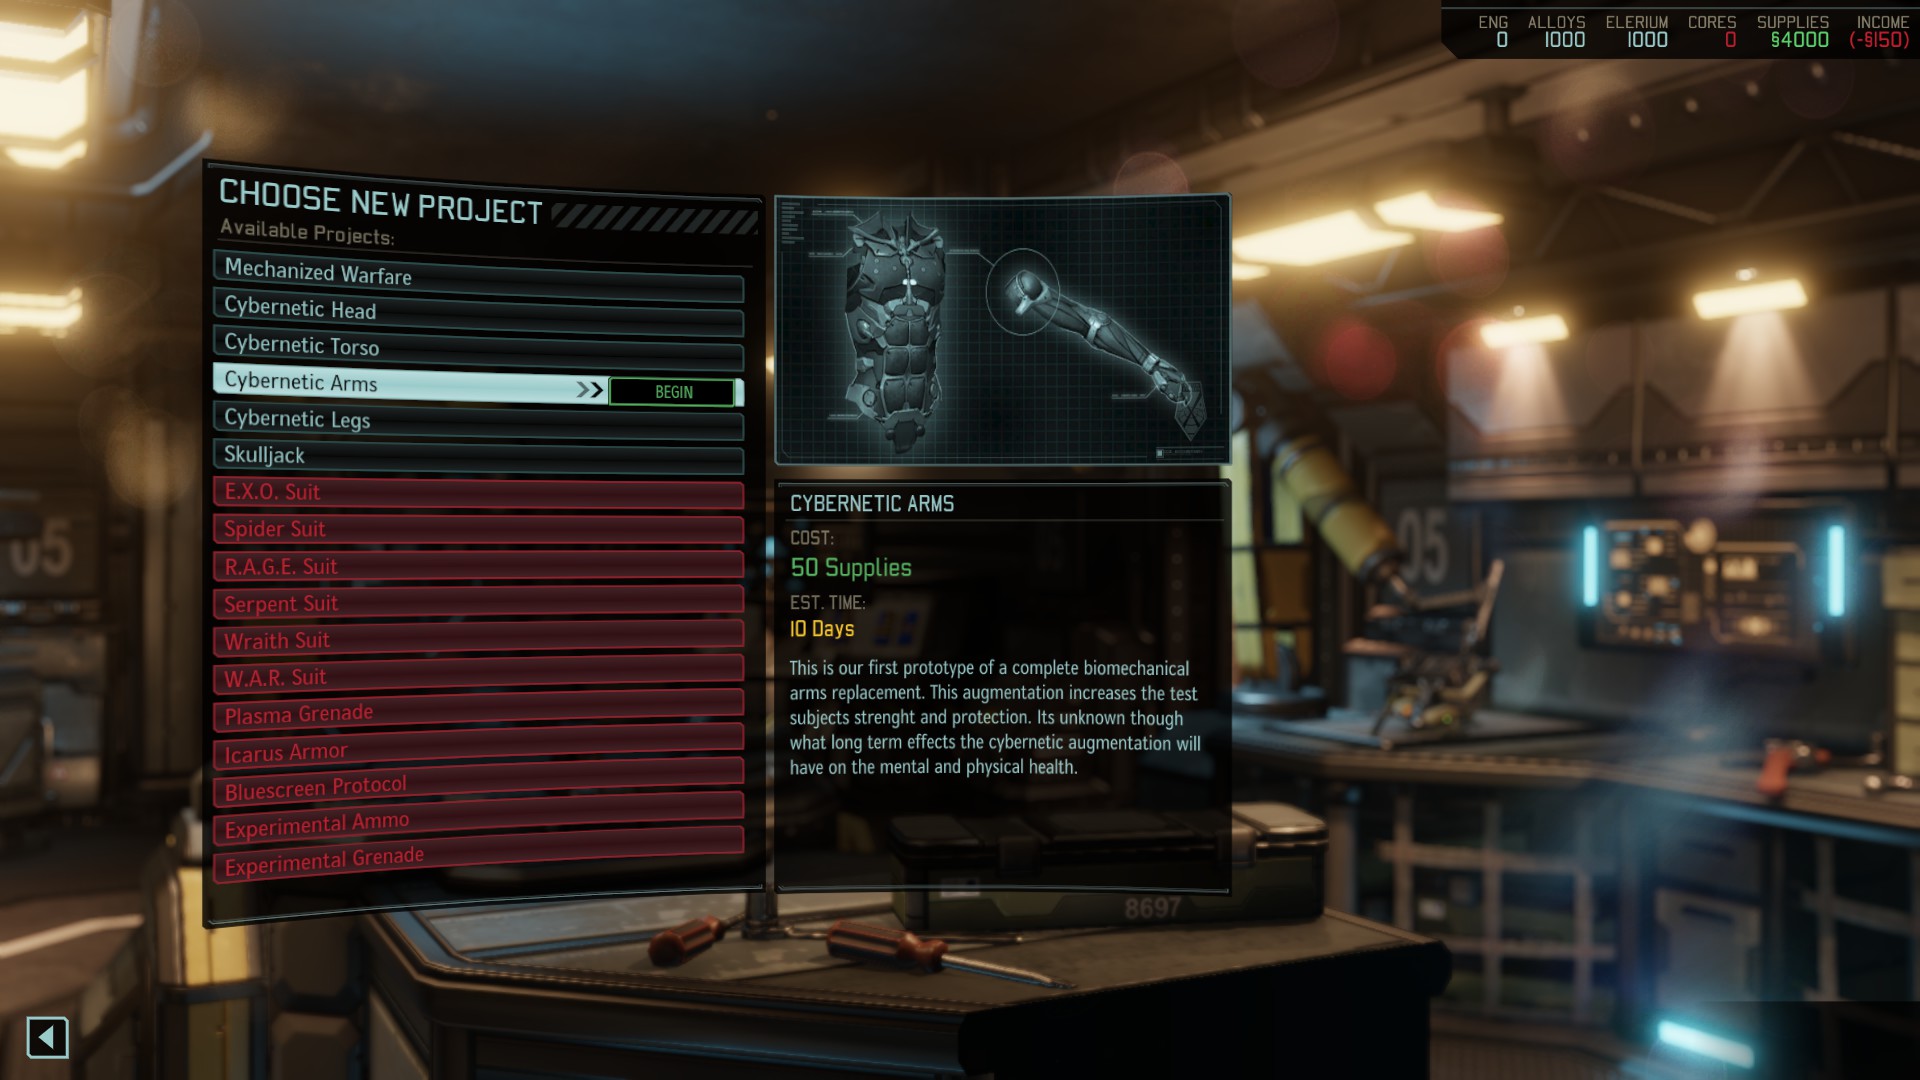 ENG ALLOYS ELERIUM CORES SUPPLIES INCOME
0 1000 1000 0 §4000 (-§150)
CHOOSE NEW PROJECT
Available Projects:
Mechanized Warfare
Cybernetic Head
Cybernetic Torso
Cybernetic Arms
BEGIN
Cybernetic Legs
Skulljack
E.X.O. Suit
Spider Suit
R.A.G.E. Suit
Serpent Suit
Wraith Suit
W.A.R. Suit
Plasma Grenade
Icarus Armor
Bluescreen Protocol
Experimental Ammo
Experimental Grenade
CYBERNETIC ARMS
COST:
50 Supplies
EST. TIME:
10 Days
This is our first prototype of a complete biomechanical
arms replacement. This augmentation increases the test
subjects strenght and protection. Its unknown though
what long term effects the cybernetic augmentation will
have on the mental and physical health.
05
05
8697